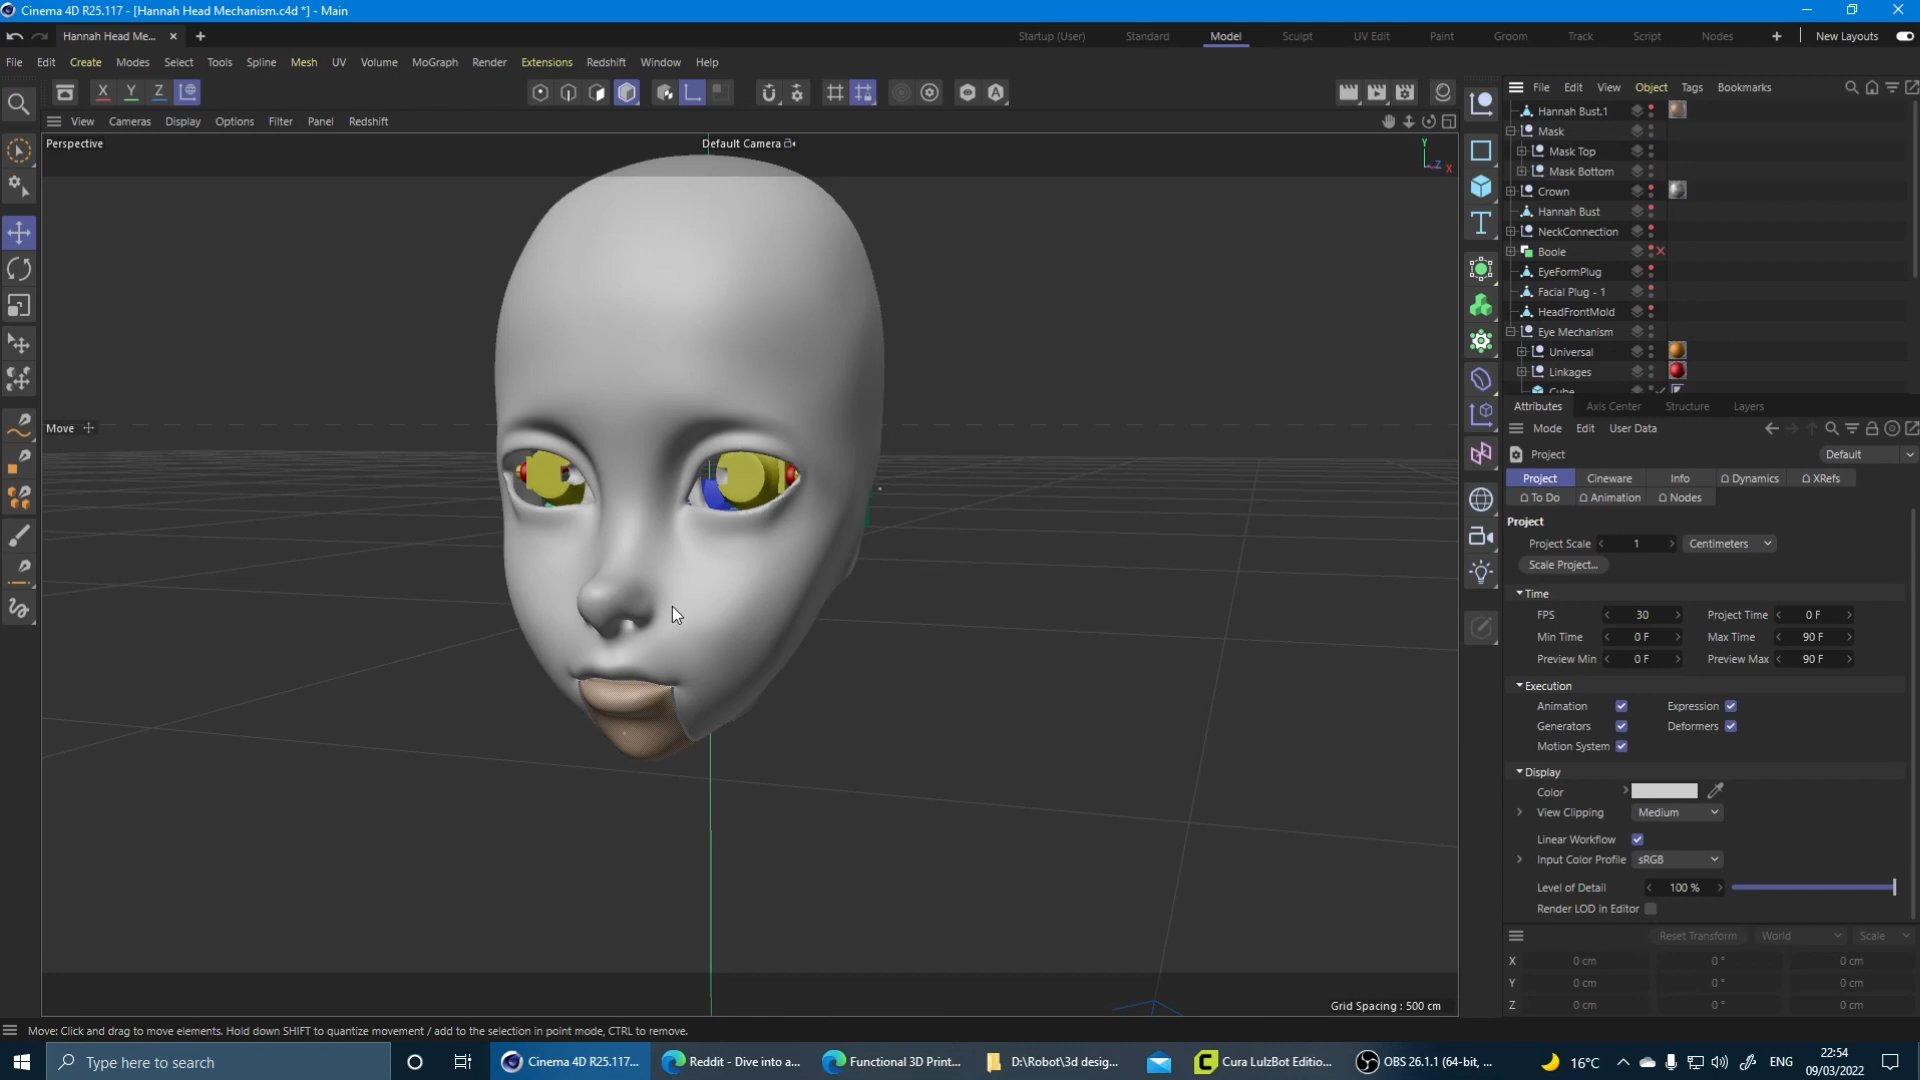 Cinema 4D R25.117 - [Hannah Head Mechanism.c4d *] - Main
Hannah Head Me...
Startup (User) Standard Model Sculpt UV Edit Paint Groom Track Script Nodes New Layouts
File Edit Create Modes Select Tools Spline Mesh UV Volume MoGraph Render Extensions Redshift Window Help
X Y Z
View Cameras Display Options Filter Panel Redshift
Perspective
Default Camera
Y
Z X
Move
Grid Spacing : 500 cm
File Edit View Object Tags Bookmarks
Hannah Bust.1
Mask
Mask Top
Mask Bottom
Crown
Hannah Bust
NeckConnection
Boole
EyeFormPlug
Facial Plug - 1
HeadFrontMold
Eye Mechanism
Universal
Linkages
Cube
Attributes Axis Center Structure Layers
Mode Edit User Data
Project Default
Project Cineware Info Dynamics XRefs
To Do Animation Nodes
Project
Project Scale 1 Centimeters
Scale Project...
Time
FPS 30 Project Time 0 F
Min Time 0 F Max Time 90 F
Preview Min 0 F Preview Max 90 F
Execution
Animation Expression
Generators Deformers
Motion System
Display
Color
View Clipping Medium
Linear Workflow
Input Color Profile sRGB
Level of Detail 100 %
Render LOD in Editor
Reset Transform World Scale
X 0 cm 0 ° 0 cm
Y 0 cm 0 ° 0 cm
Z 0 cm 0 ° 0 cm
Move: Click and drag to move elements. Hold down SHIFT to quantize movement / add to the selection in point mode, CTRL to remove.
Type here to search
Cinema 4D R25.117...
Reddit - Dive into a...
Functional 3D Print...
D:\Robot\3d desig...
Cura LulzBot Editio...
OBS 26.1.1 (64-bit, ...
16°C
ENG
22:54
09/03/2022